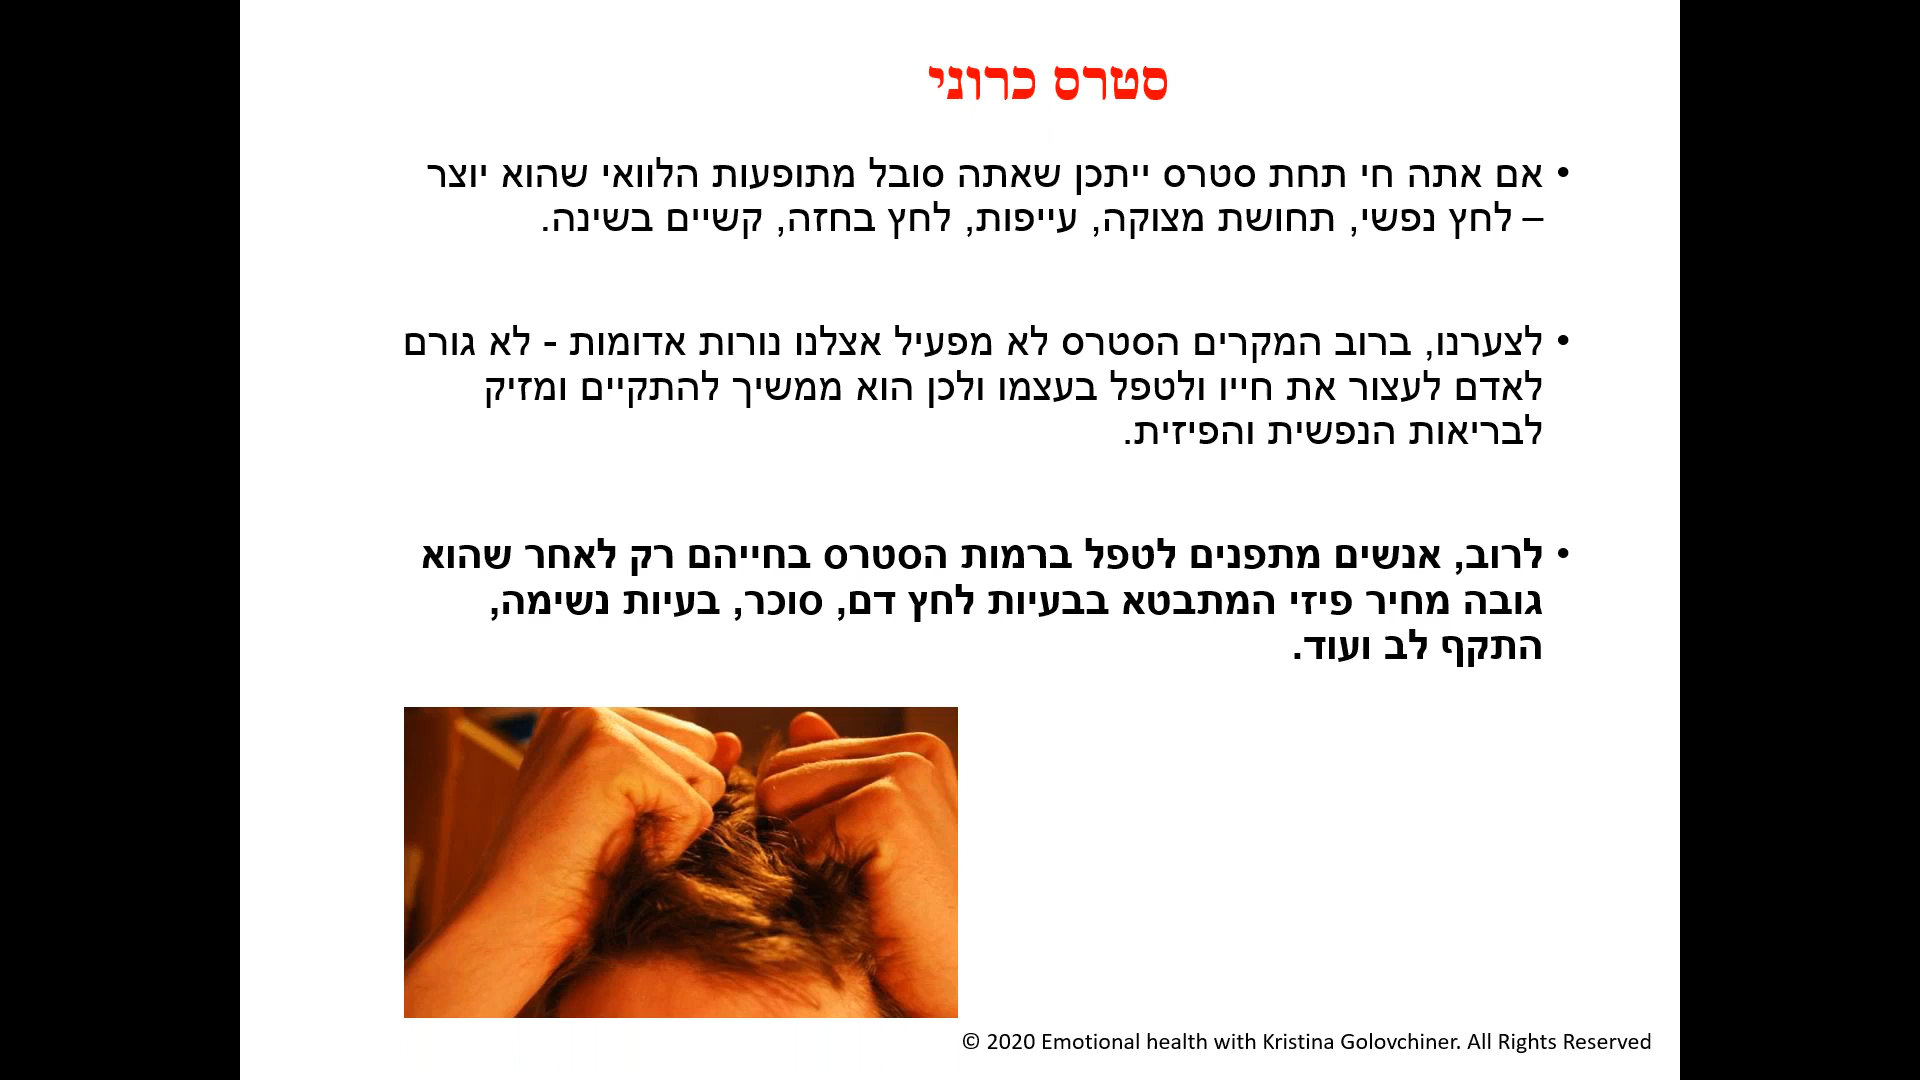 סטרס כרוני
• אם אתה חי תחת סטרס ייתכן שאתה סובל מתופעות הלוואי שהוא יוצר
– לחץ נפשי, תחושת מצוקה, עייפות, לחץ בחזה, קשיים בשינה.
• לצערנו, ברוב המקרים הסטרס לא מפעיל אצלנו נורות אדומות - לא גורם
לאדם לעצור את חייו ולטפל בעצמו ולכן הוא ממשיך להתקיים ומזיק
לבריאות הנפשית והפיזית.
• לרוב, אנשים מתפנים לטפל ברמות הסטרס בחייהם רק לאחר שהוא
גובה מחיר פיזי המתבטא בבעיות לחץ דם, סוכר, בעיות נשימה,
התקף לב ועוד.
© 2020 Emotional health with Kristina Golovchiner. All Rights Reserved